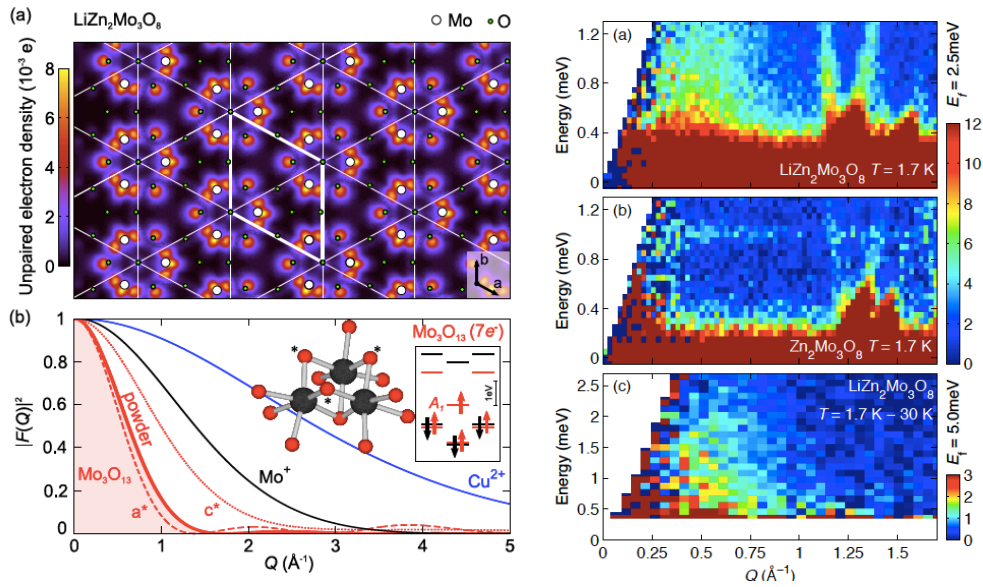 (a) LiZn₂Mo₃O₈ Mo O
Unpaired electron density (10⁻³ e)
8
6
4
2
0
b
a
(b)
|F(Q)|²
1
0.8
0.6
0.4
0.2
0
0 1 2 3 4 5
Q (Å⁻¹)
powder
Mo₃O₁₃
a*
c*
Mo⁺
Cu²⁺
* *
*
Mo₃O₁₃ (7e⁻)
A₁
1eV
(a)
Energy (meV)
1.2
0.8
0.4
0
LiZn₂Mo₃O₈ T = 1.7 K
(b)
Energy (meV)
1.2
0.8
0.4
0
Zn₂Mo₃O₈ T = 1.7 K
E_f = 2.5meV
12
10
8
6
4
2
0
(c)
Energy (meV)
2.5
2
1.5
1
0.5
0
LiZn₂Mo₃O₈
T = 1.7 K – 30 K
0 0.25 0.5 0.75 1 1.25 1.5
Q (Å⁻¹)
E_f = 5.0meV
3
2
1
0